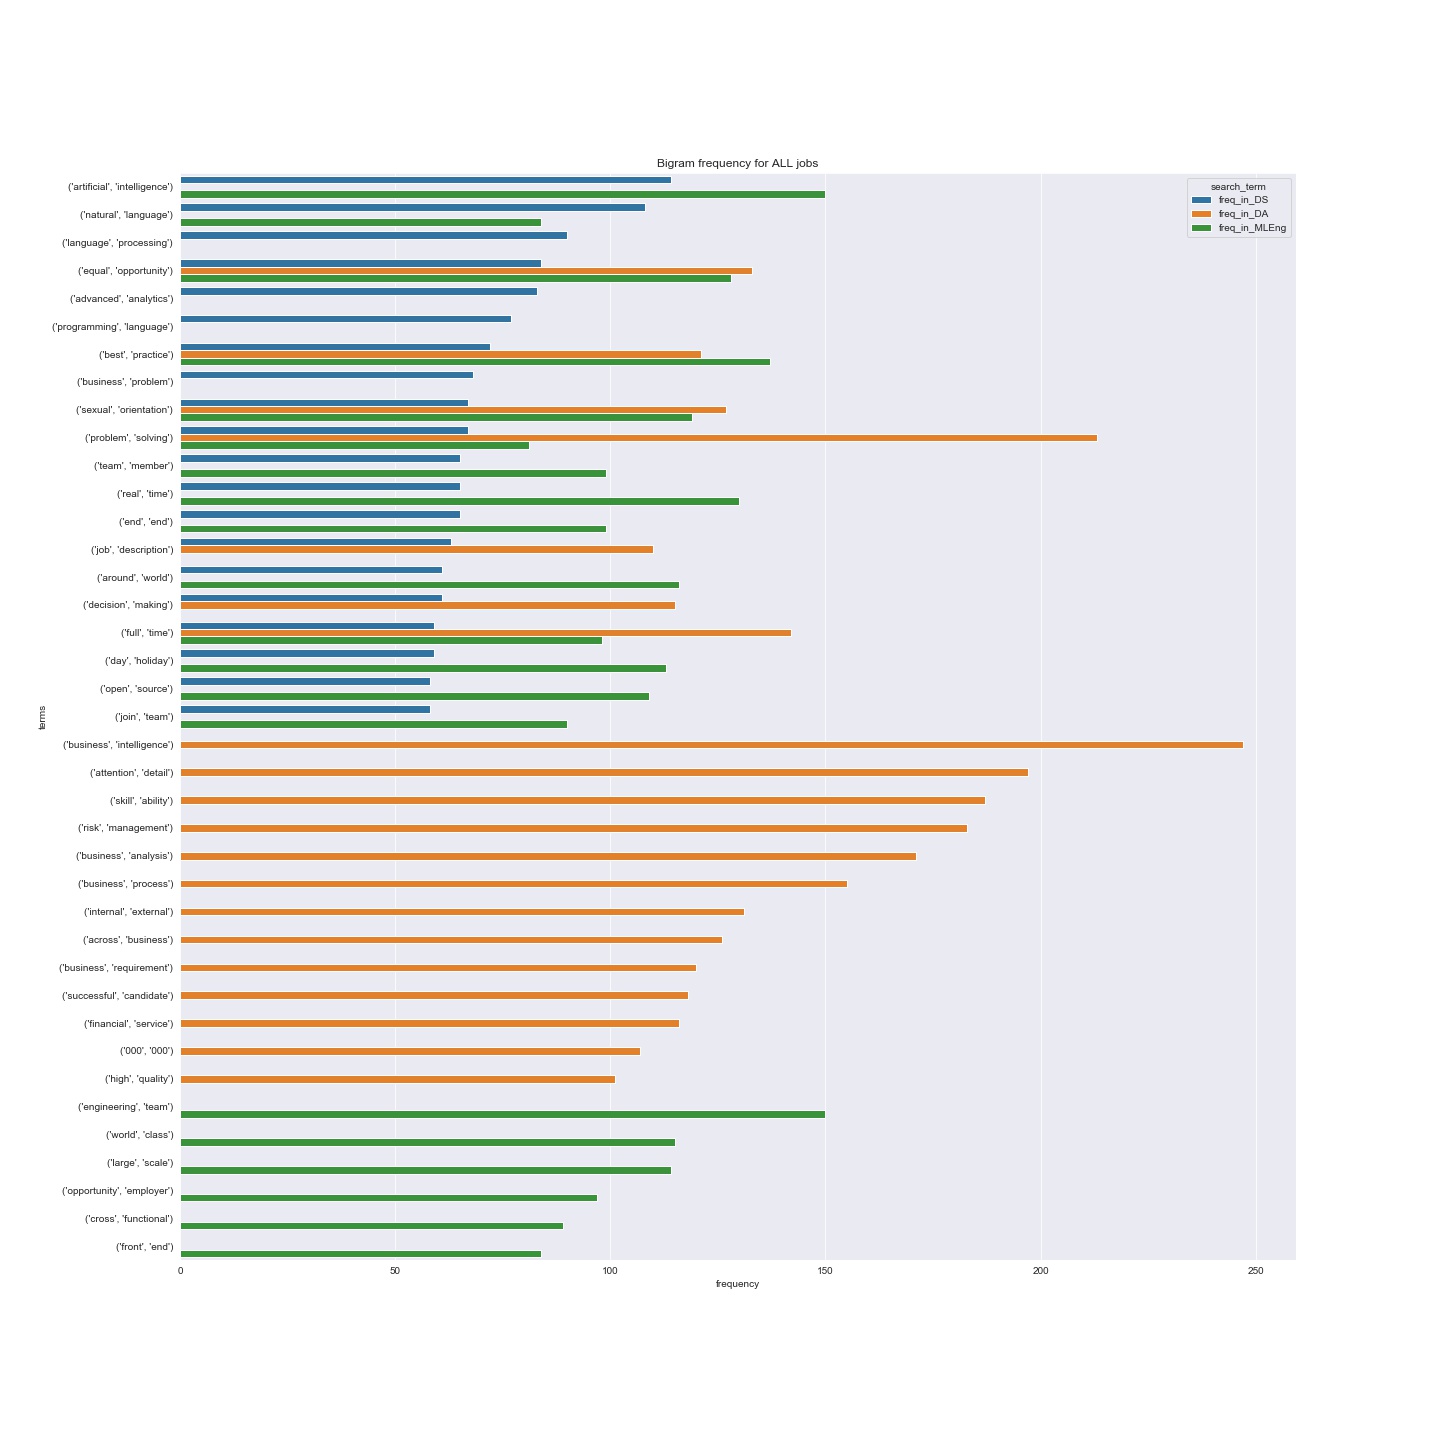 Bigram frequency for ALL jobs
search_term
freq_in_DS
freq_in_DA
freq_in_MLEng
terms
('artificial', 'intelligence')
('natural', 'language')
('language', 'processing')
('equal', 'opportunity')
('advanced', 'analytics')
('programming', 'language')
('best', 'practice')
('business', 'problem')
('sexual', 'orientation')
('problem', 'solving')
('team', 'member')
('real', 'time')
('end', 'end')
('job', 'description')
('around', 'world')
('decision', 'making')
('full', 'time')
('day', 'holiday')
('open', 'source')
('join', 'team')
('business', 'intelligence')
('attention', 'detail')
('skill', 'ability')
('risk', 'management')
('business', 'analysis')
('business', 'process')
('internal', 'external')
('across', 'business')
('business', 'requirement')
('successful', 'candidate')
('financial', 'service')
('000', '000')
('high', 'quality')
('engineering', 'team')
('world', 'class')
('large', 'scale')
('opportunity', 'employer')
('cross', 'functional')
('front', 'end')
0 50 100 150 200 250
frequency